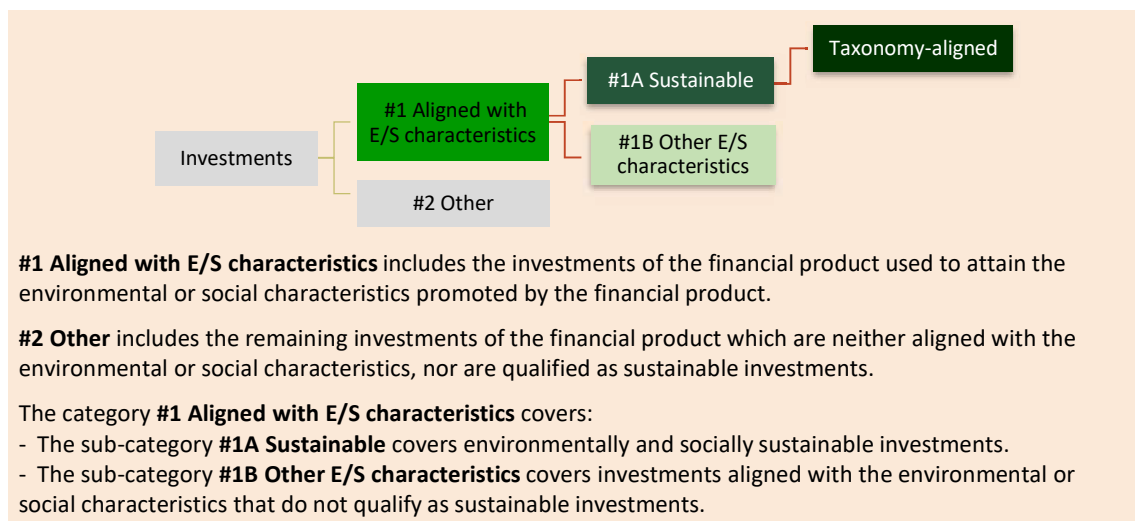 Taxonomy-aligned
#1A Sustainable
#1 Aligned with
E/S characteristics
#1B Other E/S
characteristics
Investments
#2 Other
#1 Aligned with E/S characteristics includes the investments of the financial product used to attain the
environmental or social characteristics promoted by the financial product.
#2 Other includes the remaining investments of the financial product which are neither aligned with the
environmental or social characteristics, nor are qualified as sustainable investments.
The category #1 Aligned with E/S characteristics covers:
- The sub-category #1A Sustainable covers environmentally and socially sustainable investments.
- The sub-category #1B Other E/S characteristics covers investments aligned with the environmental or
social characteristics that do not qualify as sustainable investments.